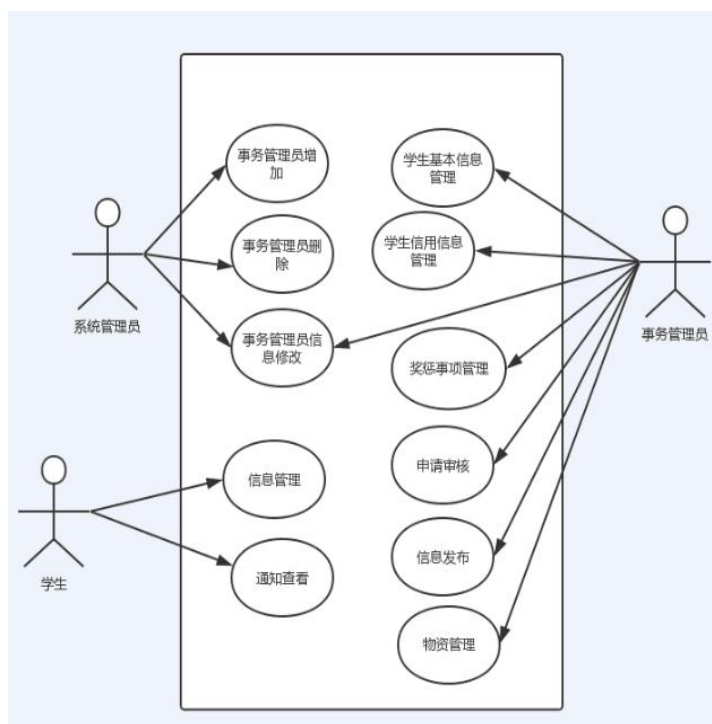 事务管理员增
加
事务管理员删
除
事务管理员信
息修改
系统管理员
信息管理
通知查看
学生
学生基本信息
管理
学生信用信息
管理
奖惩事项管理
申请审核
信息发布
物资管理
事务管理员